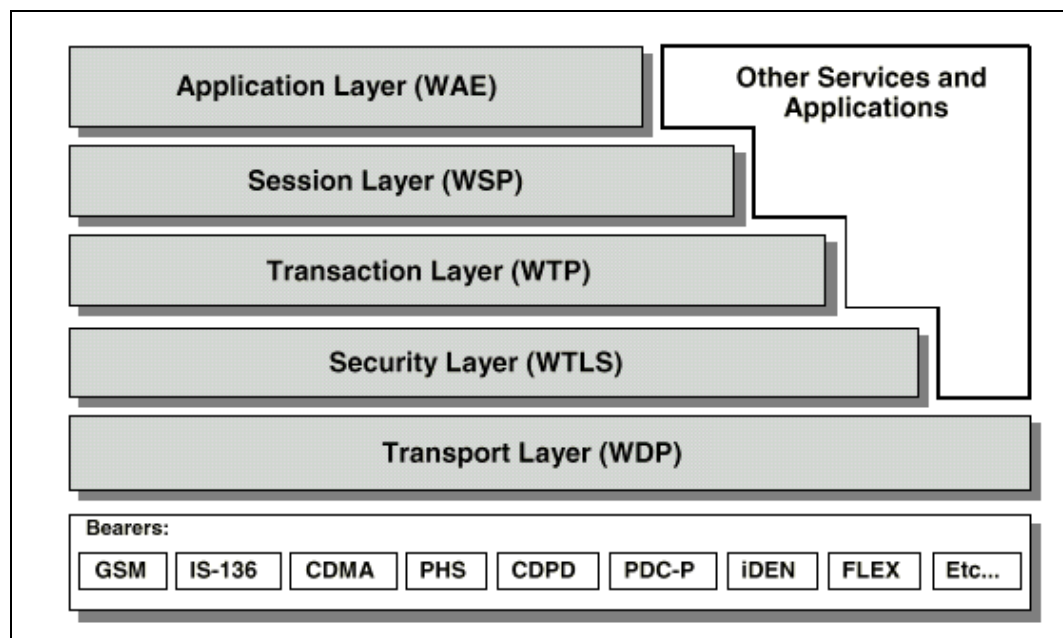 Application Layer (WAE)
Other Services and
Applications
Session Layer (WSP)
Transaction Layer (WTP)
Security Layer (WTLS)
Transport Layer (WDP)
Bearers:
GSM IS-136 CDMA PHS CDPD PDC-P iDEN FLEX Etc...